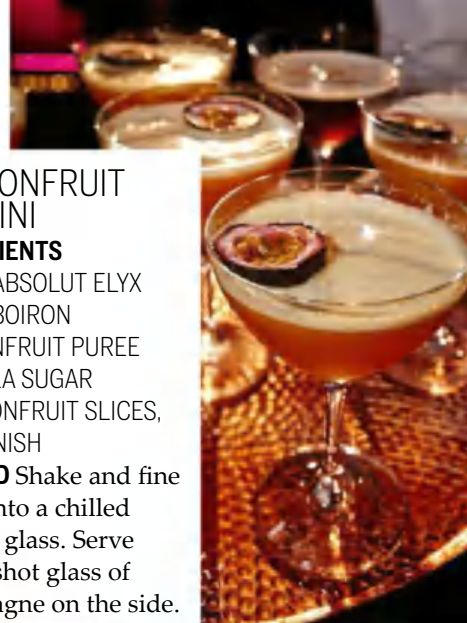 ONFRUIT
INI
IENTS
ABSOLUT ELYX
BOIRON
NFRUIT PUREE
LA SUGAR
ONFRUIT SLICES,
NISH
D Shake and fine
nto a chilled
glass. Serve
shot glass of
agne on the side.